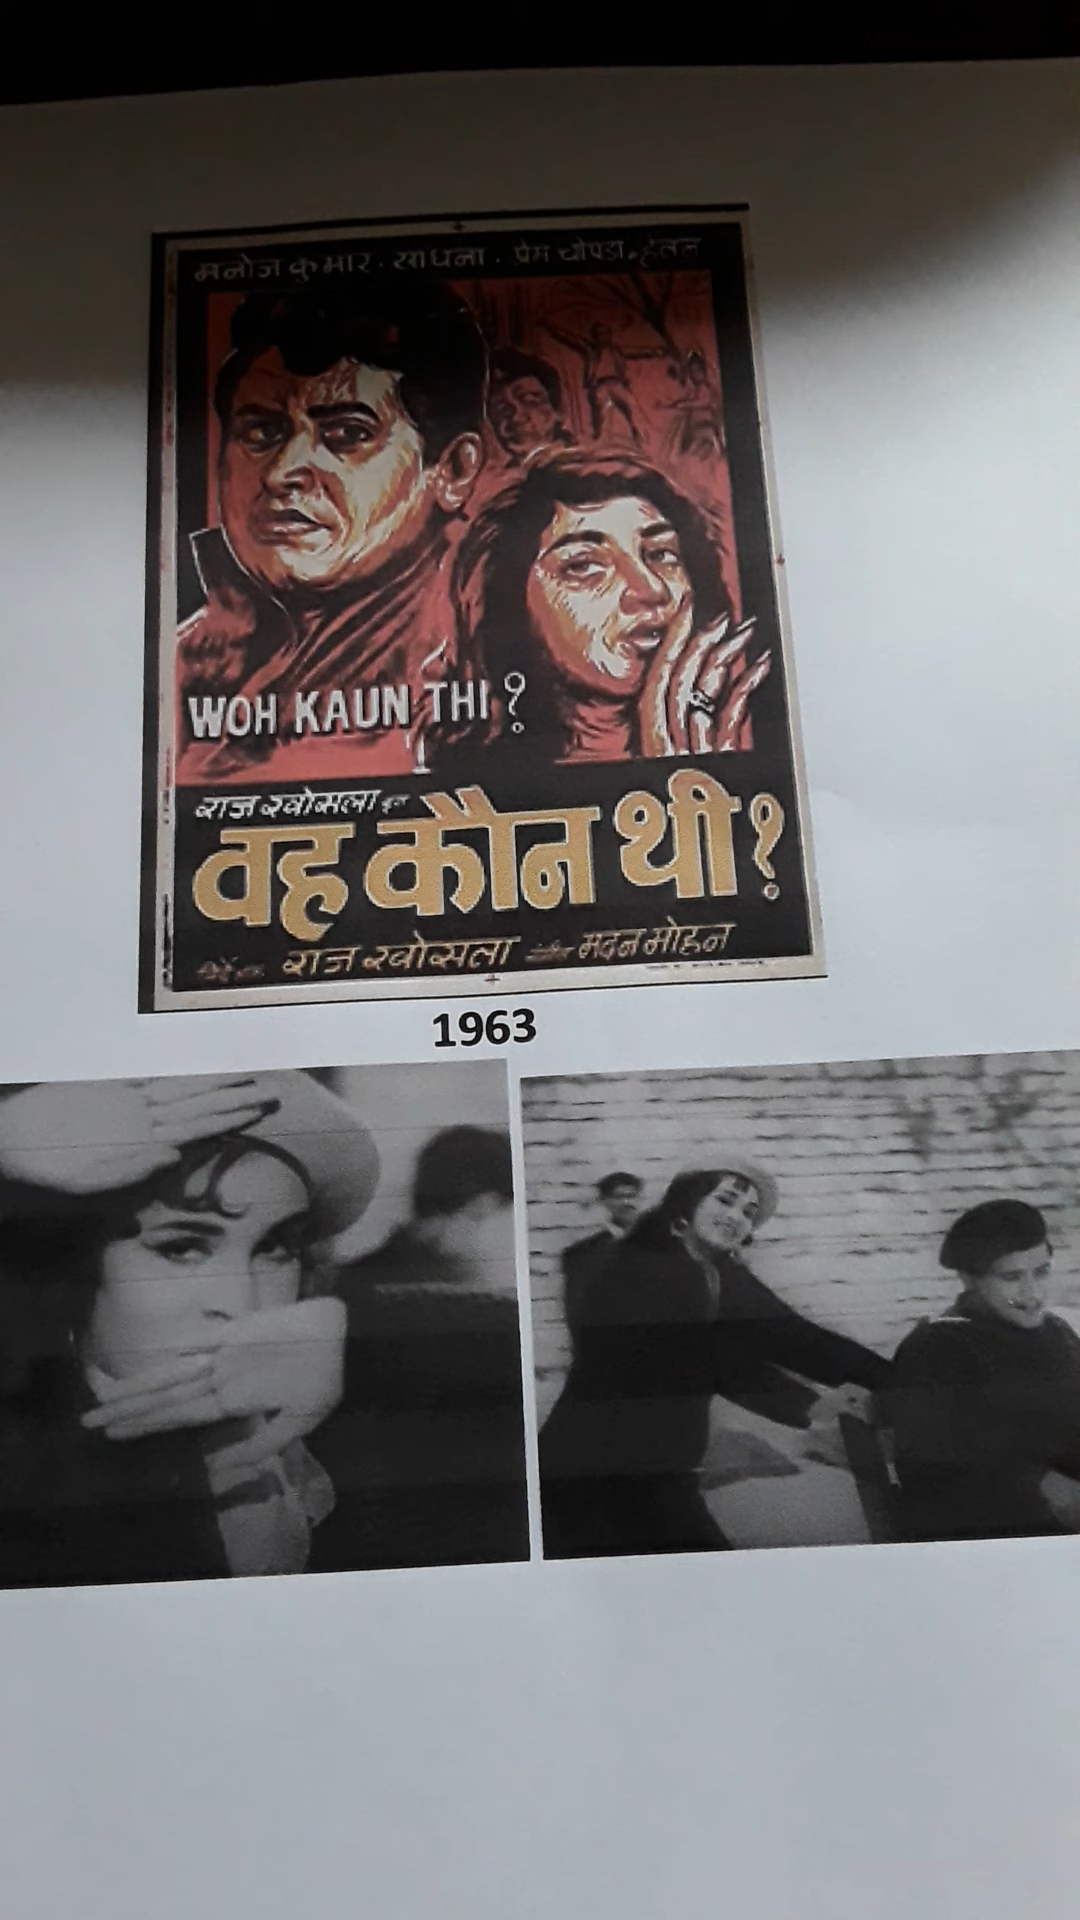 मनोज कुमार · साधना · प्रेम चोपडा · हेलन
WOH KAUN THI ?
राज खोसला कृत
वह कौन थी ?
राज खोसला संगीत मदन मोहन
1963